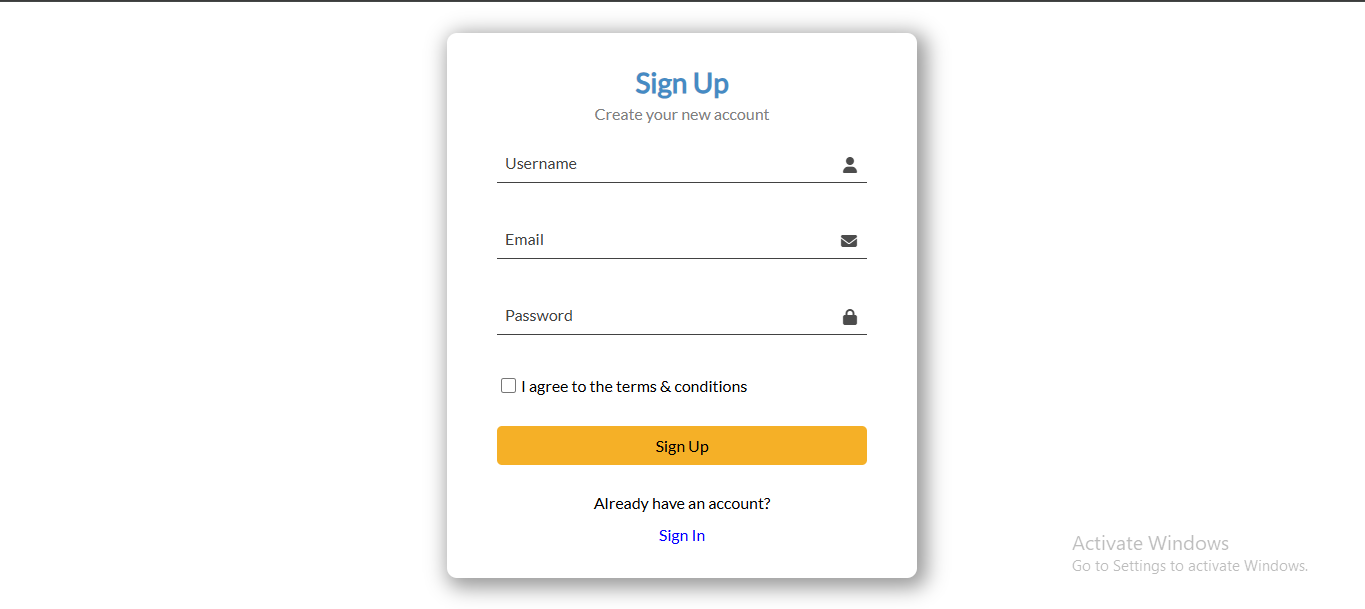 Sign Up
Create your new account
Username
Email
Password
I agree to the terms & conditions
Sign Up
Already have an account?
Sign In
Activate Windows
Go to Settings to activate Windows.